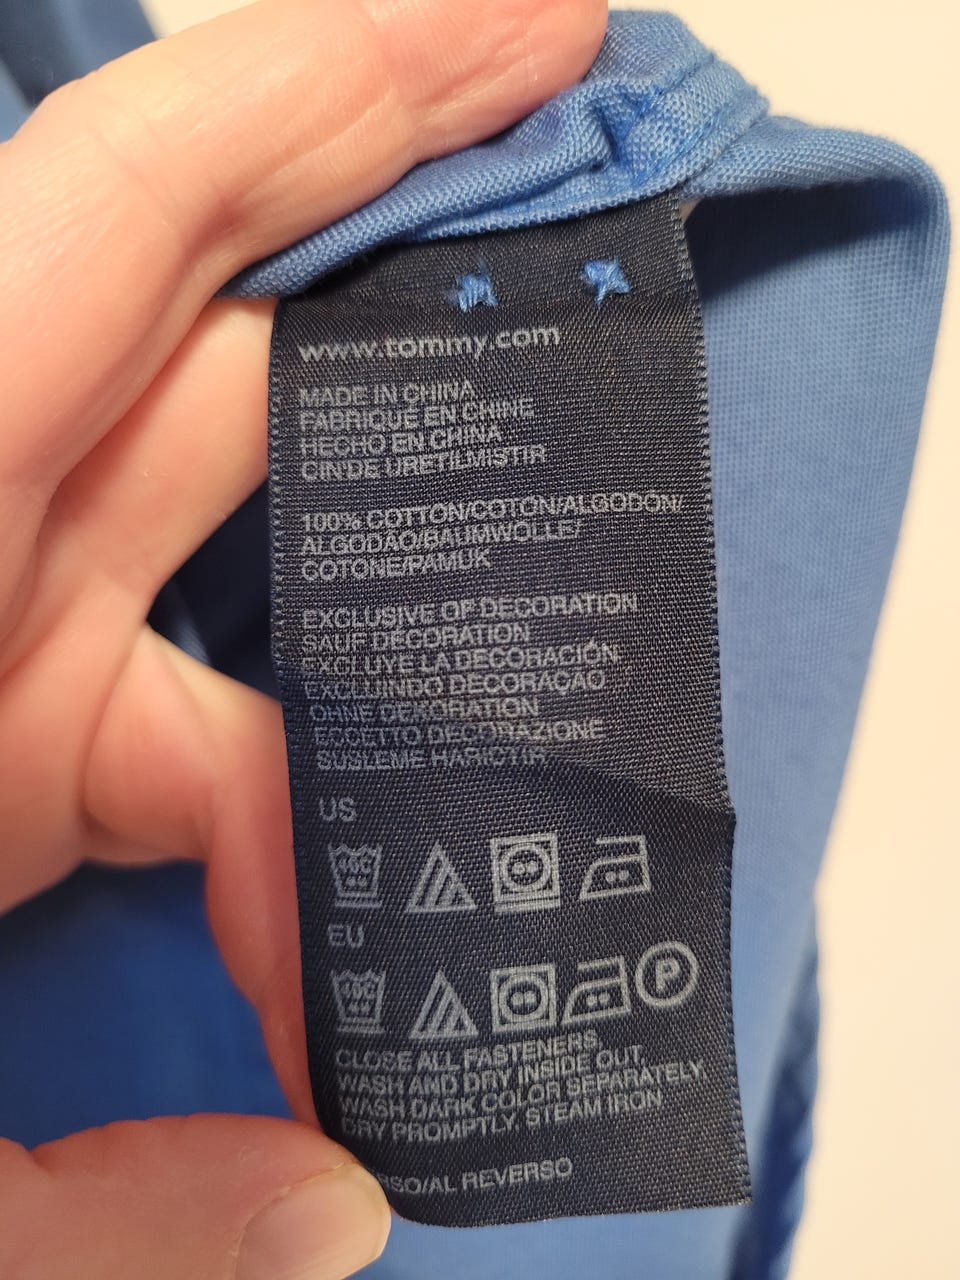 www.tommy.com
MADE IN CHINA
FABRIQUE EN CHINE
HECHO EN CHINA
CIN'DE URETILMISTIR
100% COTTON/COTON/ALGODON/
ALGODAO/BAUMWOLLE/
COTONE/PAMUK
EXCLUSIVE OF DECORATION
SAUF DECORATION
EXCLUYE LA DECORACIÓN
EXCLUINDO DECORAÇAO
OHNE DEKORATION
ECCETTO DECORAZIONE
SUSLEME HARICTIR
US
EU
P
CLOSE ALL FASTENERS,
WASH AND DRY INSIDE OUT,
WASH DARK COLOR SEPARATELY
DRY PROMPTLY, STEAM IRON
RSO/AL REVERSO